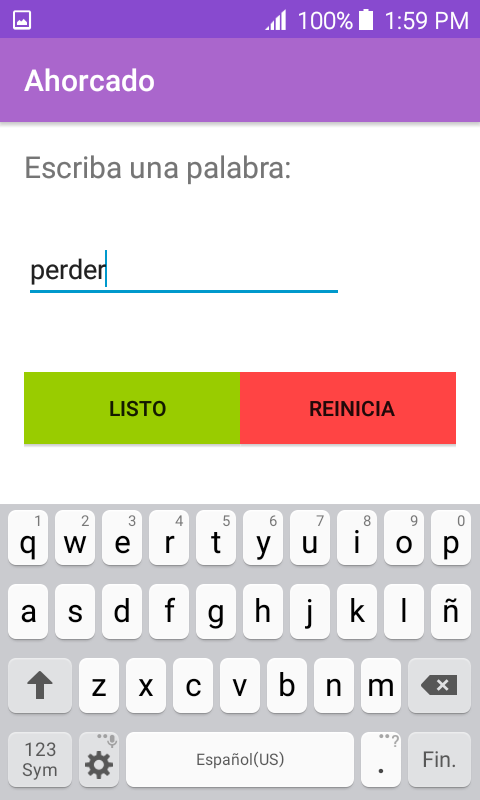 100% 1:59 PM
Ahorcado
Escriba una palabra:
perder
LISTO REINICIA
1 2 3 4 5 6 7 8 9 0
q w e r t y u i o p
a s d f g h j k l ñ
z x c v b n m
123 Sym Español(US) . ? Fin.